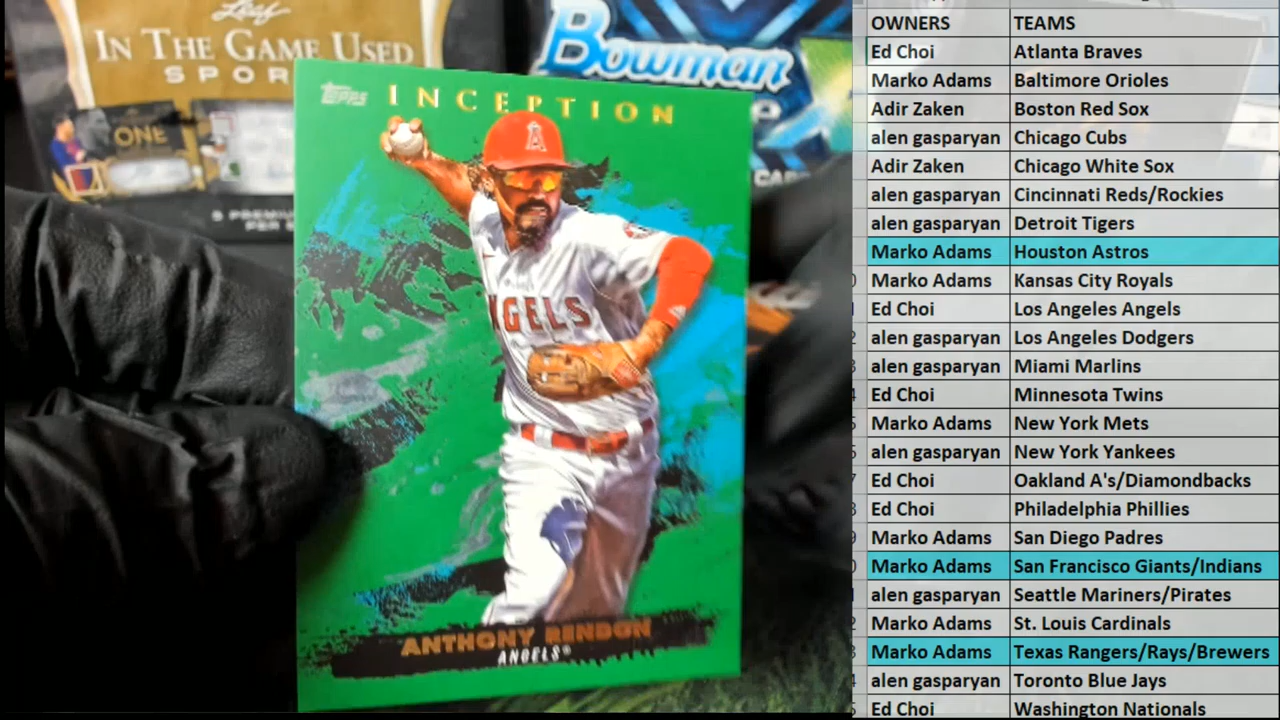 Leaf
IN THE GAME USED
SPOR
ONE
5 PREMIU
PER
Bowman
CAR
Topps INCEPTION
A
ANGELS
ANTHONY RENDON
ANGELS®
OWNERS TEAMS
Ed Choi Atlanta Braves
Marko Adams Baltimore Orioles
Adir Zaken Boston Red Sox
alen gasparyan Chicago Cubs
Adir Zaken Chicago White Sox
alen gasparyan Cincinnati Reds/Rockies
alen gasparyan Detroit Tigers
Marko Adams Houston Astros
Marko Adams Kansas City Royals
Ed Choi Los Angeles Angels
alen gasparyan Los Angeles Dodgers
alen gasparyan Miami Marlins
Ed Choi Minnesota Twins
Marko Adams New York Mets
alen gasparyan New York Yankees
Ed Choi Oakland A's/Diamondbacks
Ed Choi Philadelphia Phillies
Marko Adams San Diego Padres
Marko Adams San Francisco Giants/Indians
alen gasparyan Seattle Mariners/Pirates
Marko Adams St. Louis Cardinals
Marko Adams Texas Rangers/Rays/Brewers
alen gasparyan Toronto Blue Jays
Ed Choi Washington Nationals